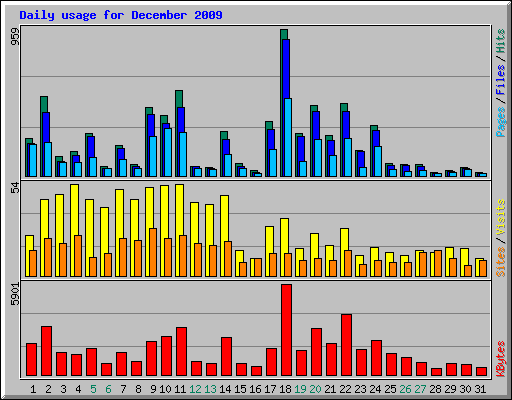 Daily usage for December 2009
959
Pages / Files / Hits
54
Sites / Visits
5901
KBytes
1 2 3 4 5 6 7 8 9 10 11 12 13 14 15 16 17 18 19 20 21 22 23 24 25 26 27 28 29 30 31